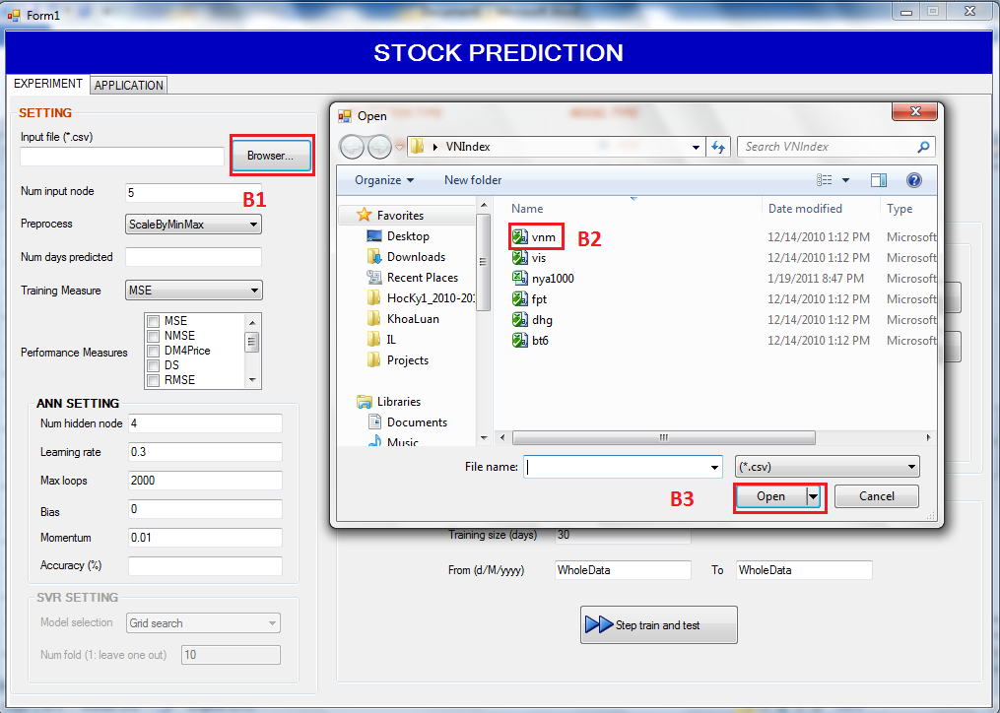 Form1
STOCK PREDICTION
EXPERIMENT
APPLICATION
SETTING
Input file (*.csv)
Browser...
B1
Num input node
5
Preprocess
ScaleByMinMax
Num days predicted
Training Measure
MSE
Performance Measures
MSE
NMSE
DM4Price
DS
RMSE
ANN SETTING
Num hidden node
4
Learning rate
0.3
Max loops
2000
Bias
0
Momentum
0.01
Accuracy (%)
SVR SETTING
Model selection
Grid search
Num fold (1: leave one out)
10
Open
VNIndex
Search VNIndex
Organize
New folder
Favorites
Desktop
Downloads
Recent Places
HocKy1_2010-201
KhoaLuan
IL
Projects
Libraries
Documents
Music
Name Date modified Type
vnm 12/14/2010 1:12 PM Microsoft
B2
vis 12/14/2010 1:12 PM Microsoft
nya1000 1/19/2011 8:47 PM Microsoft
fpt 12/14/2010 1:12 PM Microsoft
dhg 12/14/2010 1:12 PM Microsoft
bt6 12/14/2010 1:12 PM Microsoft
File name:
(*.csv)
B3
Open
Cancel
Training size (days)
30
From (d/M/yyyy)
WholeData
To
WholeData
Step train and test